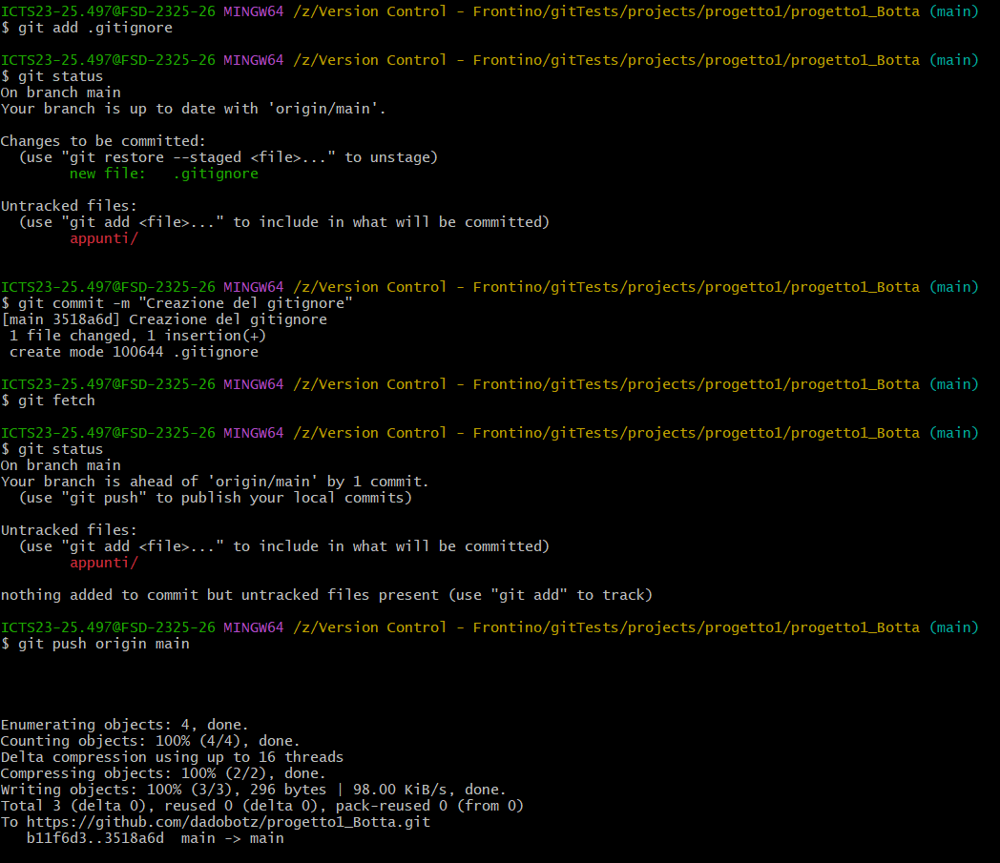 ICTS23-25.497@FSD-2325-26 MINGW64 /z/Version Control - Frontino/gitTests/projects/progetto1/progetto1_Botta (main)
$ git add .gitignore
ICTS23-25.497@FSD-2325-26 MINGW64 /z/Version Control - Frontino/gitTests/projects/progetto1/progetto1_Botta (main)
$ git status
On branch main
Your branch is up to date with 'origin/main'.
Changes to be committed:
  (use "git restore --staged <file>..." to unstage)
        new file:   .gitignore
Untracked files:
  (use "git add <file>..." to include in what will be committed)
        appunti/
ICTS23-25.497@FSD-2325-26 MINGW64 /z/Version Control - Frontino/gitTests/projects/progetto1/progetto1_Botta (main)
$ git commit -m "Creazione del gitignore"
[main 3518a6d] Creazione del gitignore
 1 file changed, 1 insertion(+)
 create mode 100644 .gitignore
ICTS23-25.497@FSD-2325-26 MINGW64 /z/Version Control - Frontino/gitTests/projects/progetto1/progetto1_Botta (main)
$ git fetch
ICTS23-25.497@FSD-2325-26 MINGW64 /z/Version Control - Frontino/gitTests/projects/progetto1/progetto1_Botta (main)
$ git status
On branch main
Your branch is ahead of 'origin/main' by 1 commit.
  (use "git push" to publish your local commits)
Untracked files:
  (use "git add <file>..." to include in what will be committed)
        appunti/
nothing added to commit but untracked files present (use "git add" to track)
ICTS23-25.497@FSD-2325-26 MINGW64 /z/Version Control - Frontino/gitTests/projects/progetto1/progetto1_Botta (main)
$ git push origin main
Enumerating objects: 4, done.
Counting objects: 100% (4/4), done.
Delta compression using up to 16 threads
Compressing objects: 100% (2/2), done.
Writing objects: 100% (3/3), 296 bytes | 98.00 KiB/s, done.
Total 3 (delta 0), reused 0 (delta 0), pack-reused 0 (from 0)
To https://github.com/dadobotz/progetto1_Botta.git
   b11f6d3..3518a6d  main -> main